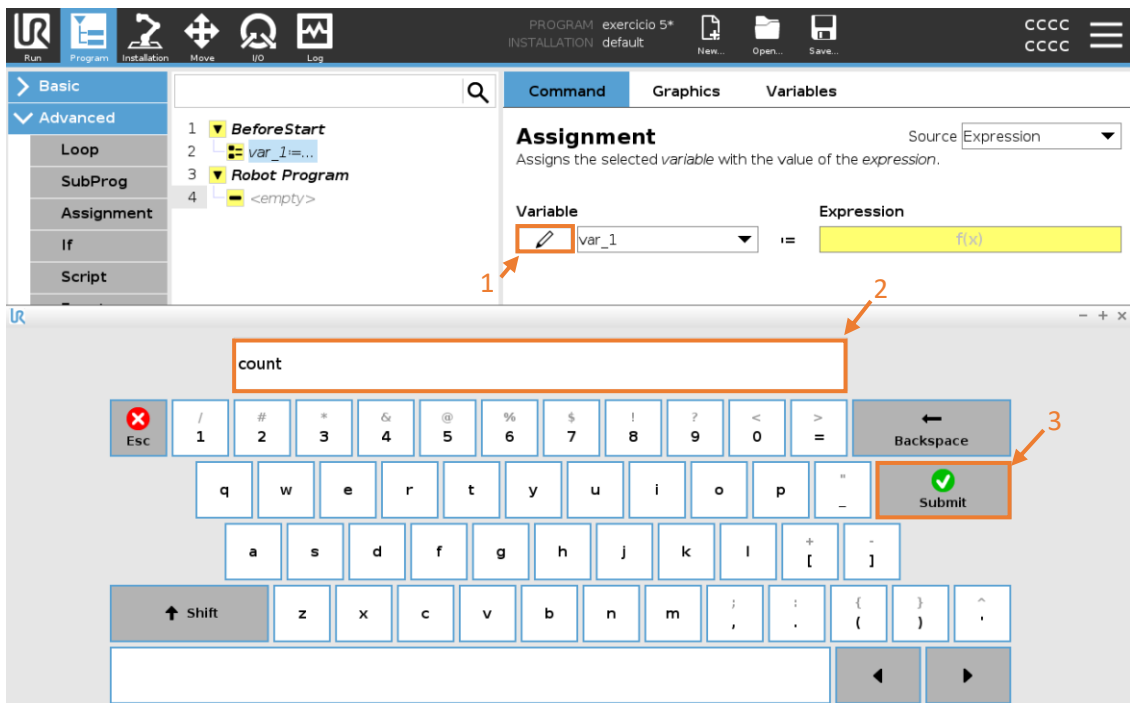 PROGRAM exercicio 5*
INSTALLATION default
CCCC
CCCC
Run Program Installation Move I/O Log New... Open... Save...
Basic
Advanced
Loop
SubProg
Assignment
If
Script
1 BeforeStart
2 var_1:=...
3 Robot Program
4 <empty>
Command Graphics Variables
Assignment
Source Expression
Assigns the selected variable with the value of the expression.
Variable Expression
var_1 := f(x)
1
2
UR - + ×
count
3
/ # * & @ % $ ! ? < >
Esc 1 2 3 4 5 6 7 8 9 0 = Backspace
q w e r t y u i o p " _ Submit
a s d f g h j k l + [ - ]
Shift z x c v b n m ; , : . { ( } ) ^ '